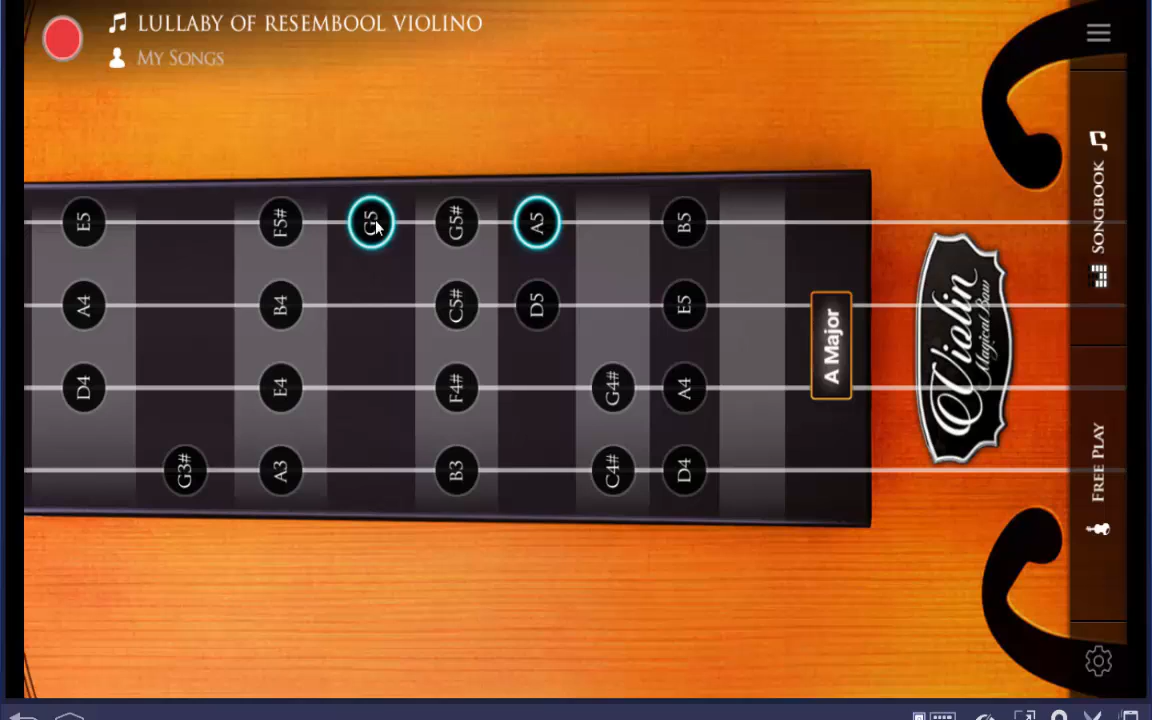 LULLABY OF RESEMBOOL VIOLINO
MY SONGS
E5 F5# G5 G5# A5 B5
A4 B4 C5# D5 E5
D4 E4 F4# G4# A4
G3# A3 B3 C4# D4
A Major
Violin
Magical Bow
SONGBOOK
FREE PLAY